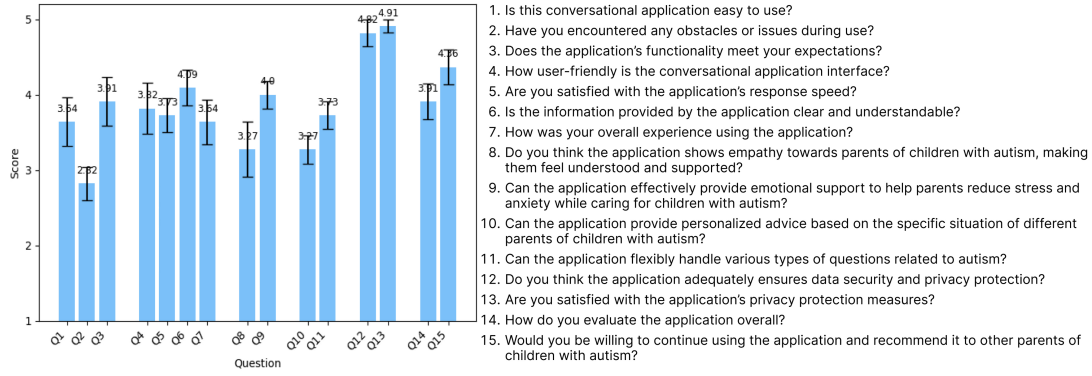 5
4
3
2
1
Score
3.64
2.82
3.91
3.82
3.73
4.09
3.64
3.27
4.0
3.27
3.73
4.82
4.91
3.91
4.36
Q1
Q2
Q3
Q4
Q5
Q6
Q7
Q8
Q9
Q10
Q11
Q12
Q13
Q14
Q15
Question
1. Is this conversational application easy to use?
2. Have you encountered any obstacles or issues during use?
3. Does the application's functionality meet your expectations?
4. How user-friendly is the conversational application interface?
5. Are you satisfied with the application's response speed?
6. Is the information provided by the application clear and understandable?
7. How was your overall experience using the application?
8. Do you think the application shows empathy towards parents of children with autism, making
them feel understood and supported?
9. Can the application effectively provide emotional support to help parents reduce stress and
anxiety while caring for children with autism?
10. Can the application provide personalized advice based on the specific situation of different
parents of children with autism?
11. Can the application flexibly handle various types of questions related to autism?
12. Do you think the application adequately ensures data security and privacy protection?
13. Are you satisfied with the application's privacy protection measures?
14. How do you evaluate the application overall?
15. Would you be willing to continue using the application and recommend it to other parents of
children with autism?